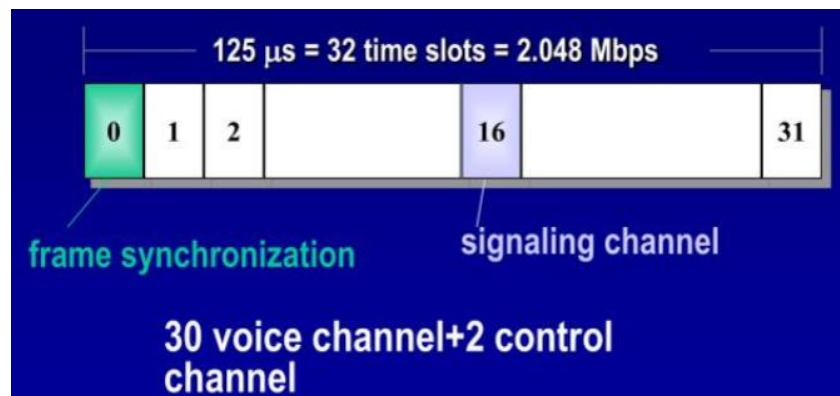 125 μs = 32 time slots = 2.048 Mbps
0 1 2 16 31
frame synchronization
signaling channel
30 voice channel+2 control
channel